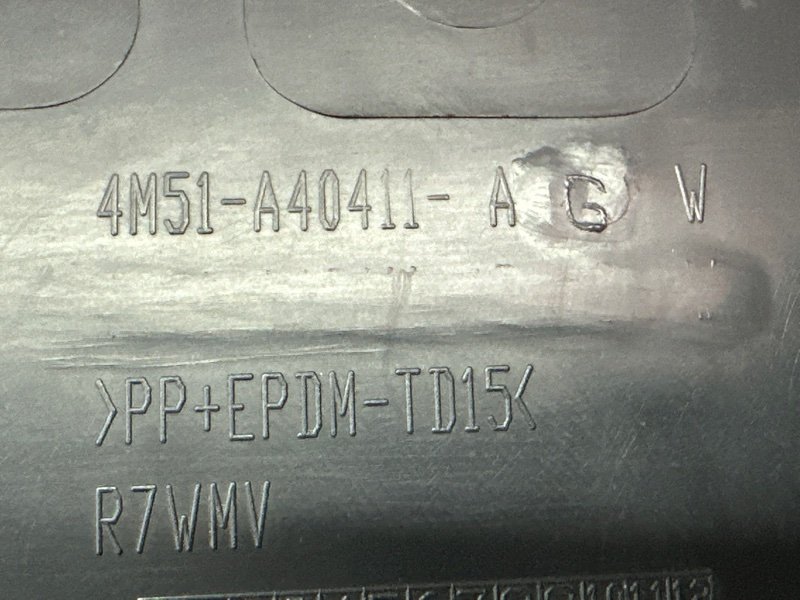 4M51-A40411- A G W
>PP+EPDM-TD15<
R7WMV